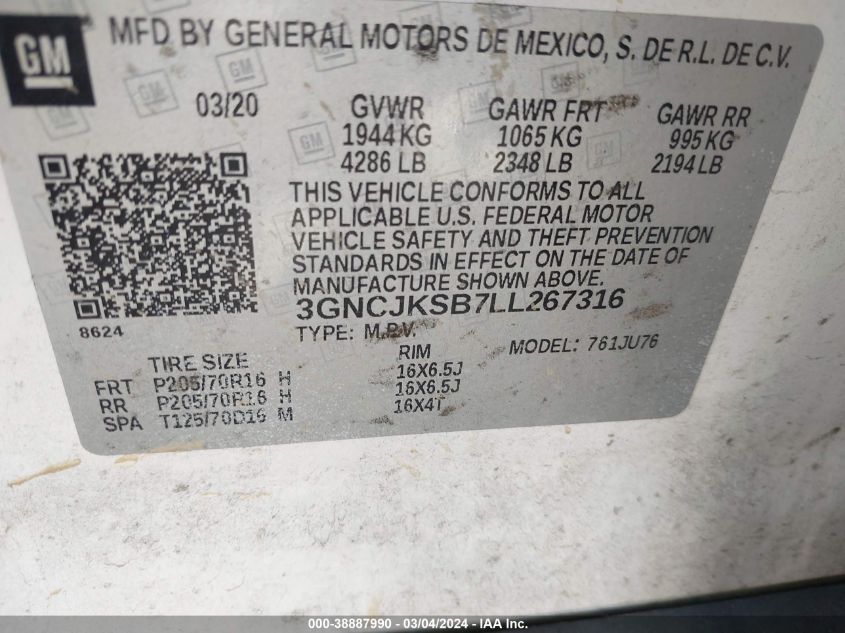 GM
MFD BY GENERAL MOTORS DE MEXICO, S. DE R.L. DE C.V.
03/20 GVWR GAWR FRT GAWR RR
1944 KG 1065 KG 995 KG
4286 LB 2348 LB 2194 LB
THIS VEHICLE CONFORMS TO ALL
APPLICABLE U.S. FEDERAL MOTOR
VEHICLE SAFETY AND THEFT PREVENTION
STANDARDS IN EFFECT ON THE DATE OF
MANUFACTURE SHOWN ABOVE.
3GNCJKSB7LL267316
8624
TYPE: M.P.V. MODEL: 761JU76
TIRE SIZE RIM
FRT P205/70R16 H 16X6.5J
RR P205/70R16 H 16X6.5J
SPA T125/70D16 M 16X4T
000-38887990 — 03/04/2024 — IAA Inc.